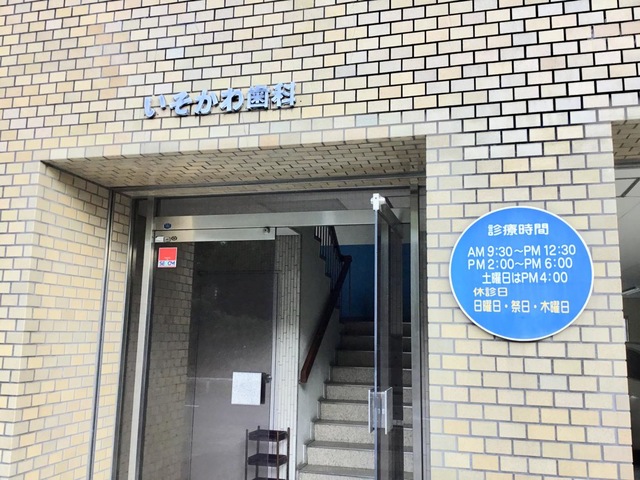 いそかわ歯科
診療時間
AM 9:30～PM 12:30
PM 2:00～PM 6:00
土曜日はPM 4:00
休診日
日曜日・祭日・木曜日